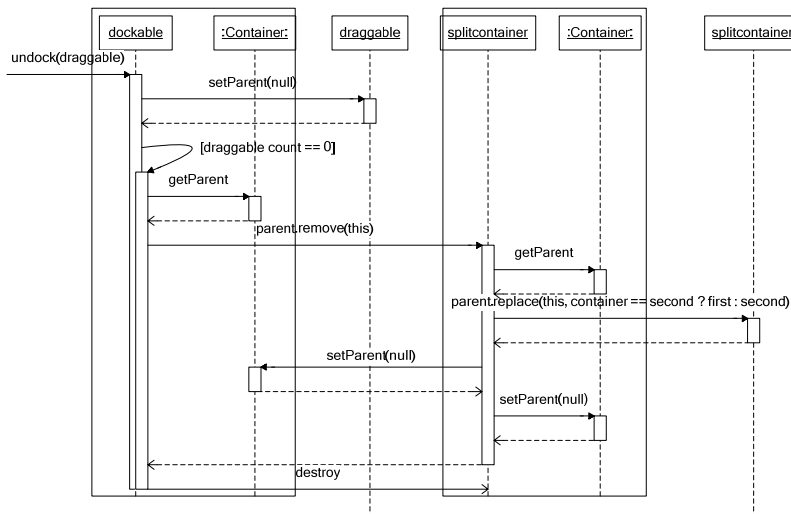 dockable
:Container:
draggable
splitcontainer
:Container:
splitcontainer
undock(draggable)
setParent(null)
[draggable count == 0]
getParent
parent.remove(this)
getParent
parent.replace(this, container == second ? first : second)
setParent(null)
setParent(null)
destroy